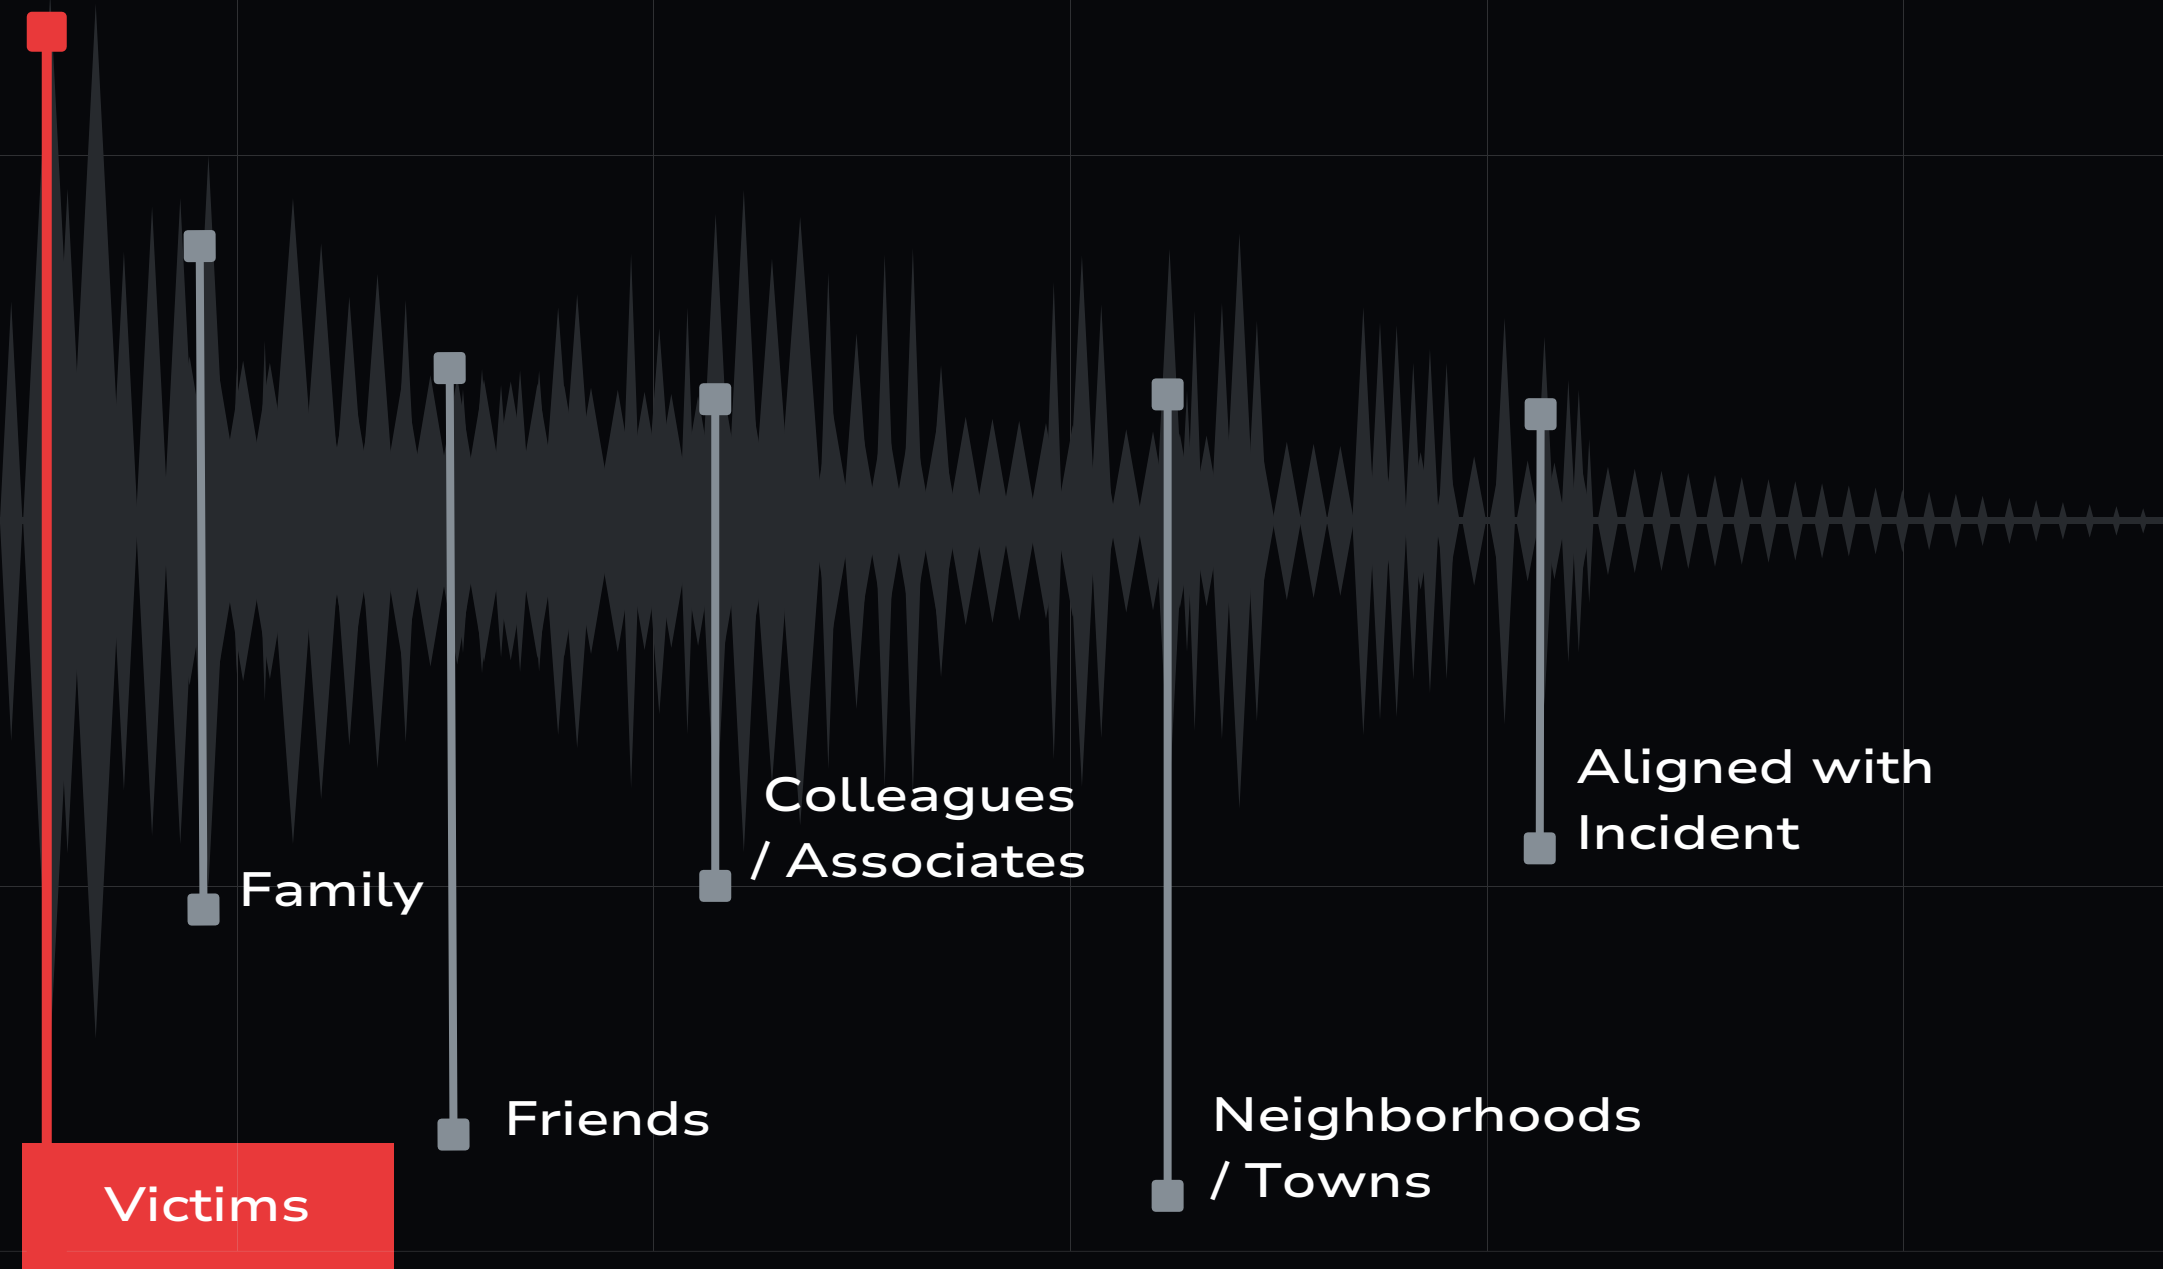 Victims
Family
Friends
Colleagues
/ Associates
Neighborhoods
/ Towns
Aligned with
Incident